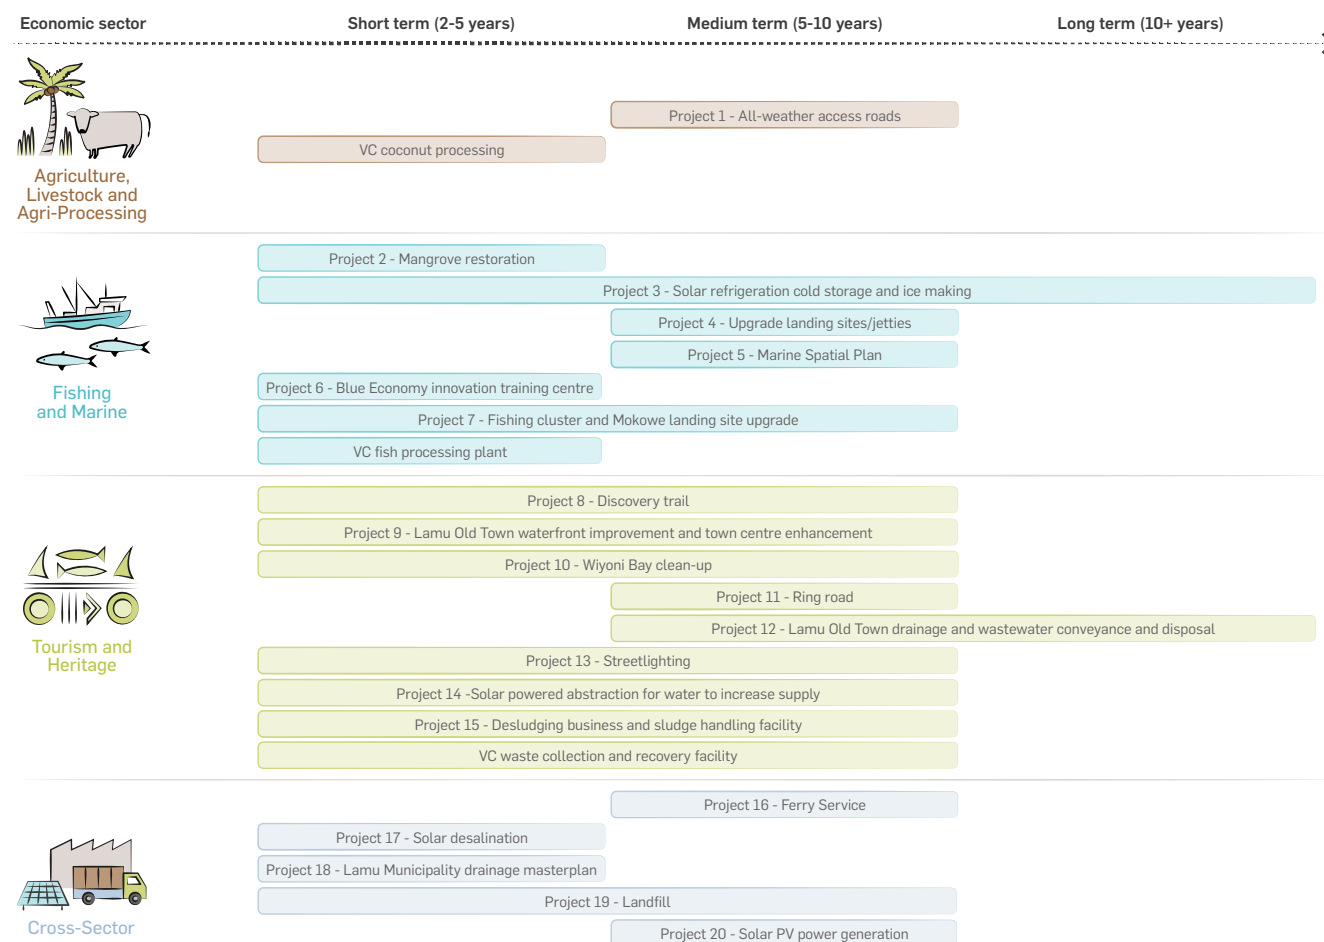 Economic sector
Short term (2-5 years)
Medium term (5-10 years)
Long term (10+ years)
Agriculture,
Livestock and
Agri-Processing
Project 1 - All-weather access roads
VC coconut processing
Fishing
and Marine
Project 2 - Mangrove restoration
Project 3 - Solar refrigeration cold storage and ice making
Project 4 - Upgrade landing sites/jetties
Project 5 - Marine Spatial Plan
Project 6 - Blue Economy innovation training centre
Project 7 - Fishing cluster and Mokowe landing site upgrade
VC fish processing plant
Tourism and
Heritage
Project 8 - Discovery trail
Project 9 - Lamu Old Town waterfront improvement and town centre enhancement
Project 10 - Wiyoni Bay clean-up
Project 11 - Ring road
Project 12 - Lamu Old Town drainage and wastewater conveyance and disposal
Project 13 - Streetlighting
Project 14 -Solar powered abstraction for water to increase supply
Project 15 - Desludging business and sludge handling facility
VC waste collection and recovery facility
Cross-Sector
Project 16 - Ferry Service
Project 17 - Solar desalination
Project 18 - Lamu Municipality drainage masterplan
Project 19 - Landfill
Project 20 - Solar PV power generation